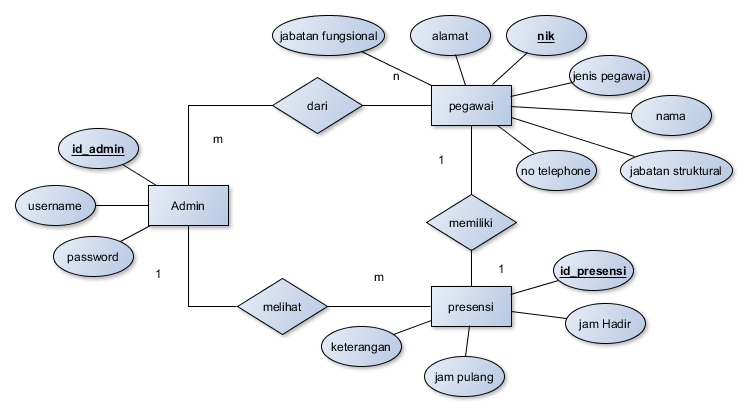 jabatan fungsional
alamat
nik
jenis pegawai
n
dari
pegawai
nama
m
id_admin
1
no telephone
jabatan struktural
username
Admin
memiliki
password
1
id_presensi
1
m
melihat
presensi
jam Hadir
keterangan
jam pulang